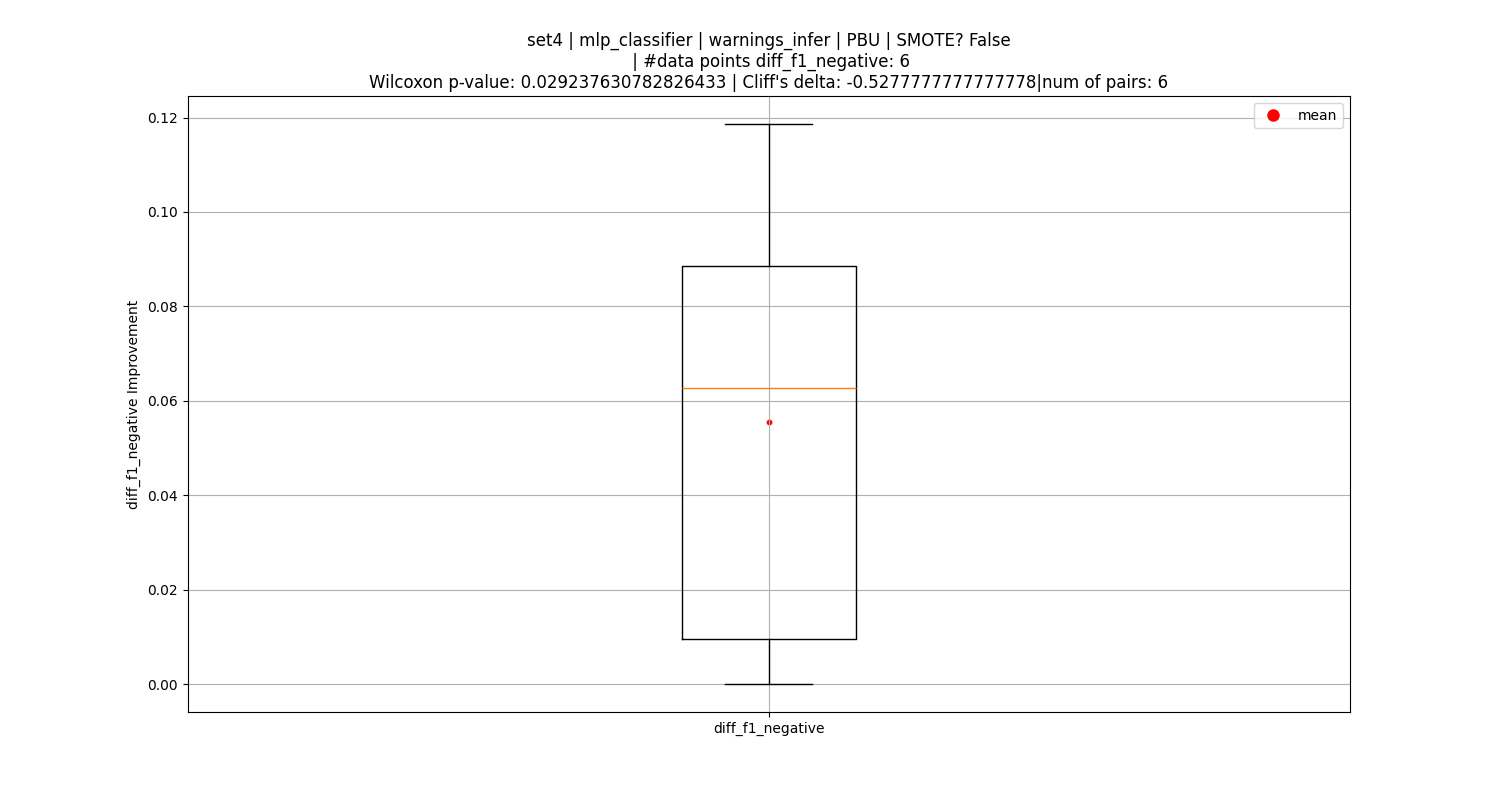 set4 | mlp_classifier | warnings_infer | PBU | SMOTE? False
| #data points diff_f1_negative: 6
Wilcoxon p-value: 0.029237630782826433 | Cliff's delta: -0.5277777777777778|num of pairs: 6
mean
0.12
0.10
0.08
0.06
0.04
0.02
0.00
diff_f1_negative Improvement
diff_f1_negative